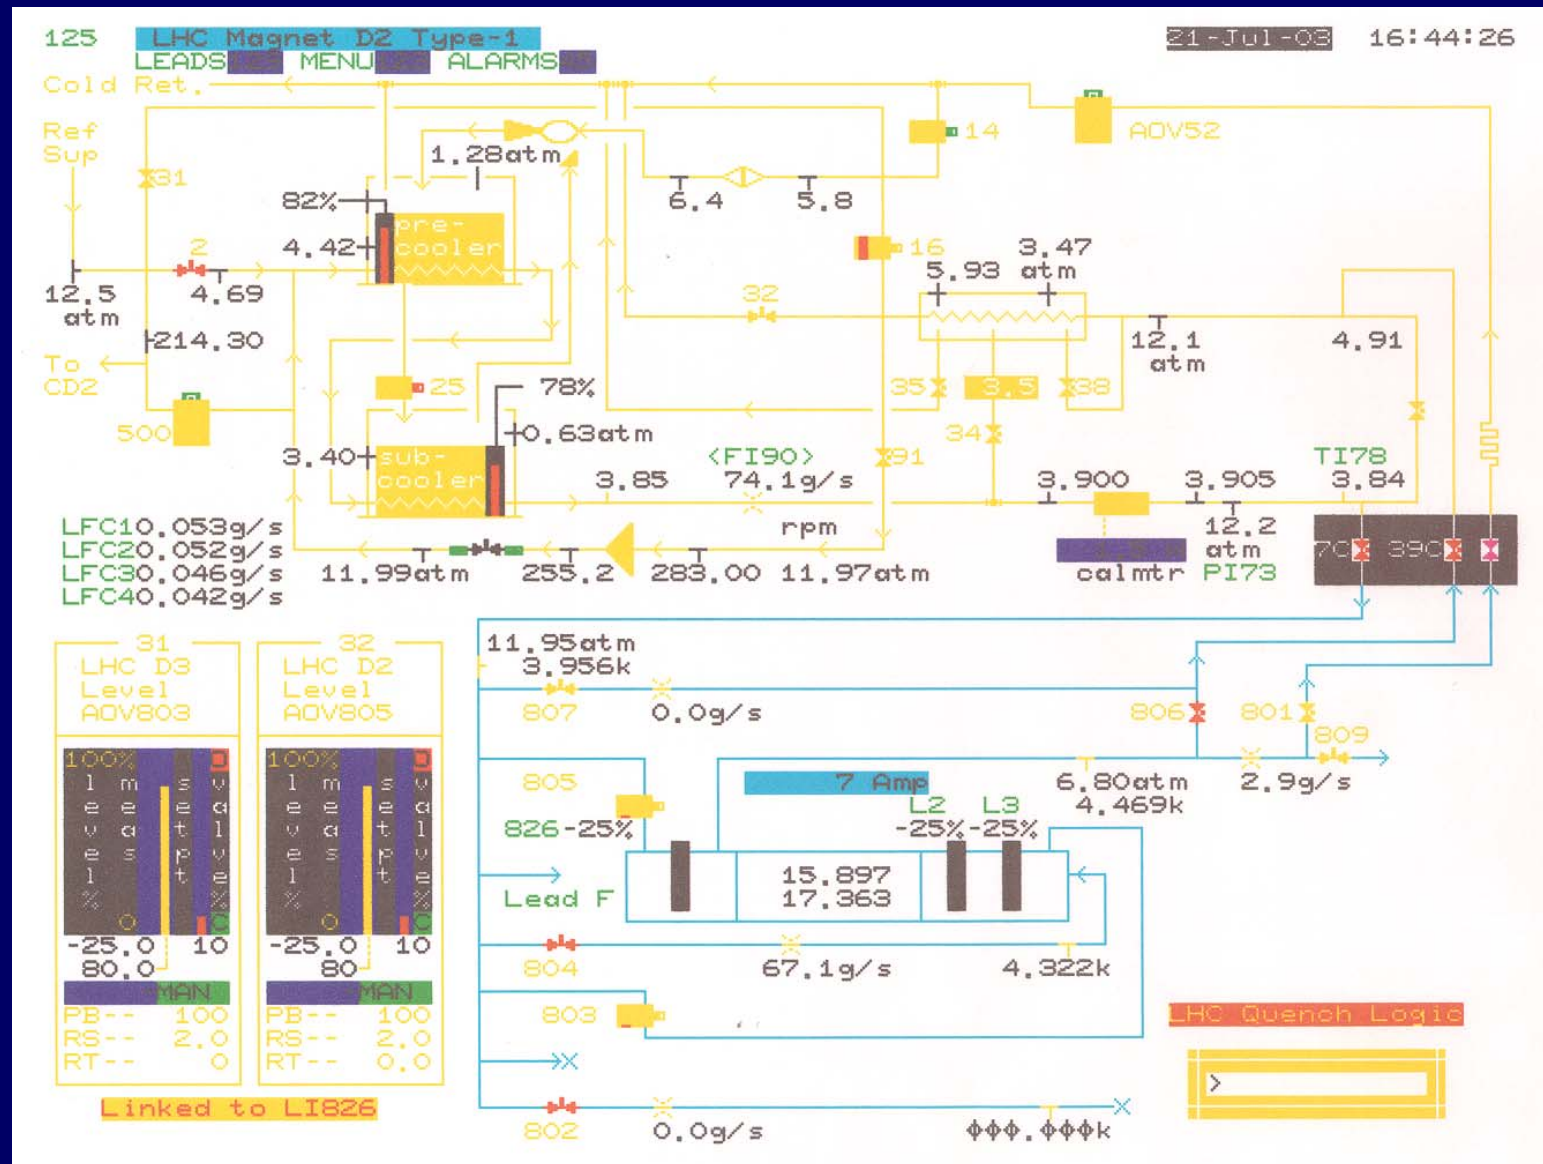 125 LHC Magnet D2 Type-1 21-Jul-03 16:44:26
LEADS MENU ALARMS
Cold Ret.
Ref
Sup
AOV52
14
1.28atm
31
82%
6.4 5.8
pre-
cooler
4.42
2
16
3.47
atm
5.93
12.5
atm
4.69
32
214.30
12.1
atm
4.91
To
CD2
25
78%
35 3.5 38
500
0.63atm
34
3.40
sub-
cooler
<FI90>
74.1g/s
91
TI78
3.84
3.85
3.900 3.905
LFC10.053g/s
LFC20.052g/s
LFC30.046g/s
LFC40.042g/s
rpm
12.2
atm
PI73
7C 39C
11.99atm 255.2 283.00 11.97atm
calmtr
31
LHC D3
Level
AOV803
32
LHC D2
Level
AOV805
11.95atm
3.956k
807 0.0g/s
806 801 809
100% level% meas 0 setpt D valve% C
-25.0 10
80.0
MAN
PB-- 100
RS-- 2.0
RT-- 0
100% level% meas 0 setpt D valve% C
-25.0 10
80
MAN
PB-- 100
RS-- 2.0
RT-- 0.0
Linked to LI826
805
7 Amp
6.80atm
4.469k
2.9g/s
826-25%
L2 L3
-25% -25%
Lead F
15.897
17.363
804 67.1g/s 4.322k
803
802 0.0g/s ϕϕϕ.ϕϕϕk
LHC Quench Logic
>